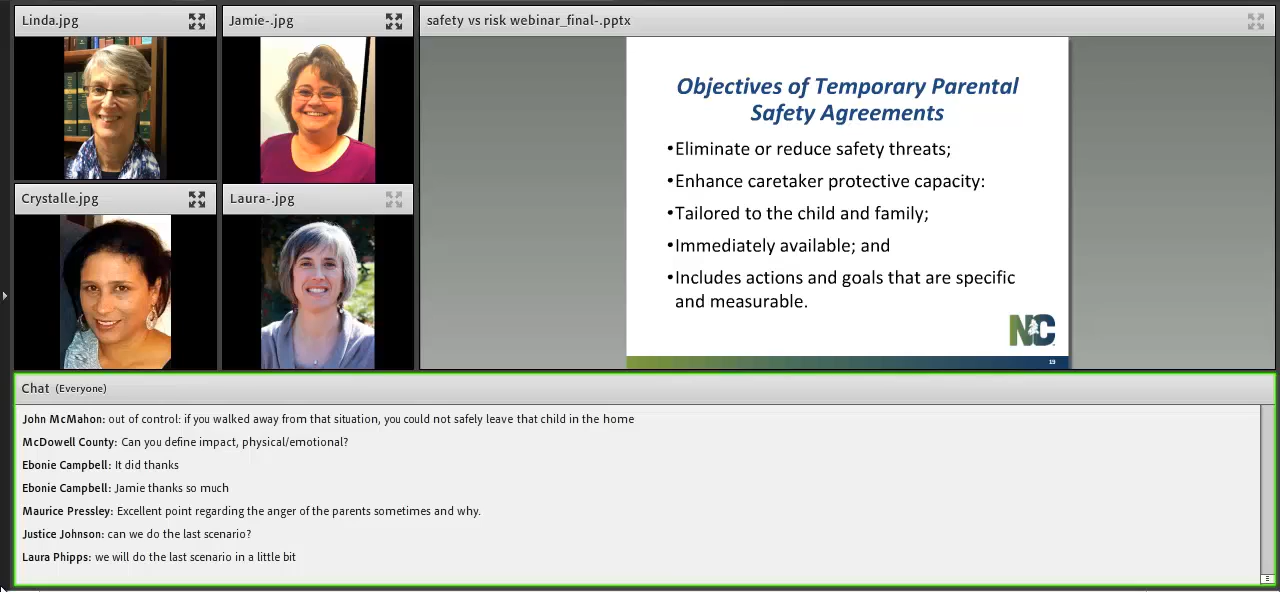 Linda.jpg
Jamie-.jpg
safety vs risk webinar_final-.pptx
Crystalle.jpg
Laura-.jpg
Objectives of Temporary Parental
Safety Agreements
•Eliminate or reduce safety threats;
•Enhance caretaker protective capacity:
•Tailored to the child and family;
•Immediately available; and
•Includes actions and goals that are specific
and measurable.
NC
19
Chat (Everyone)
John McMahon: out of control: if you walked away from that situation, you could not safely leave that child in the home
McDowell County: Can you define impact, physical/emotional?
Ebonie Campbell: It did thanks
Ebonie Campbell: Jamie thanks so much
Maurice Pressley: Excellent point regarding the anger of the parents sometimes and why.
Justice Johnson: can we do the last scenario?
Laura Phipps: we will do the last scenario in a little bit